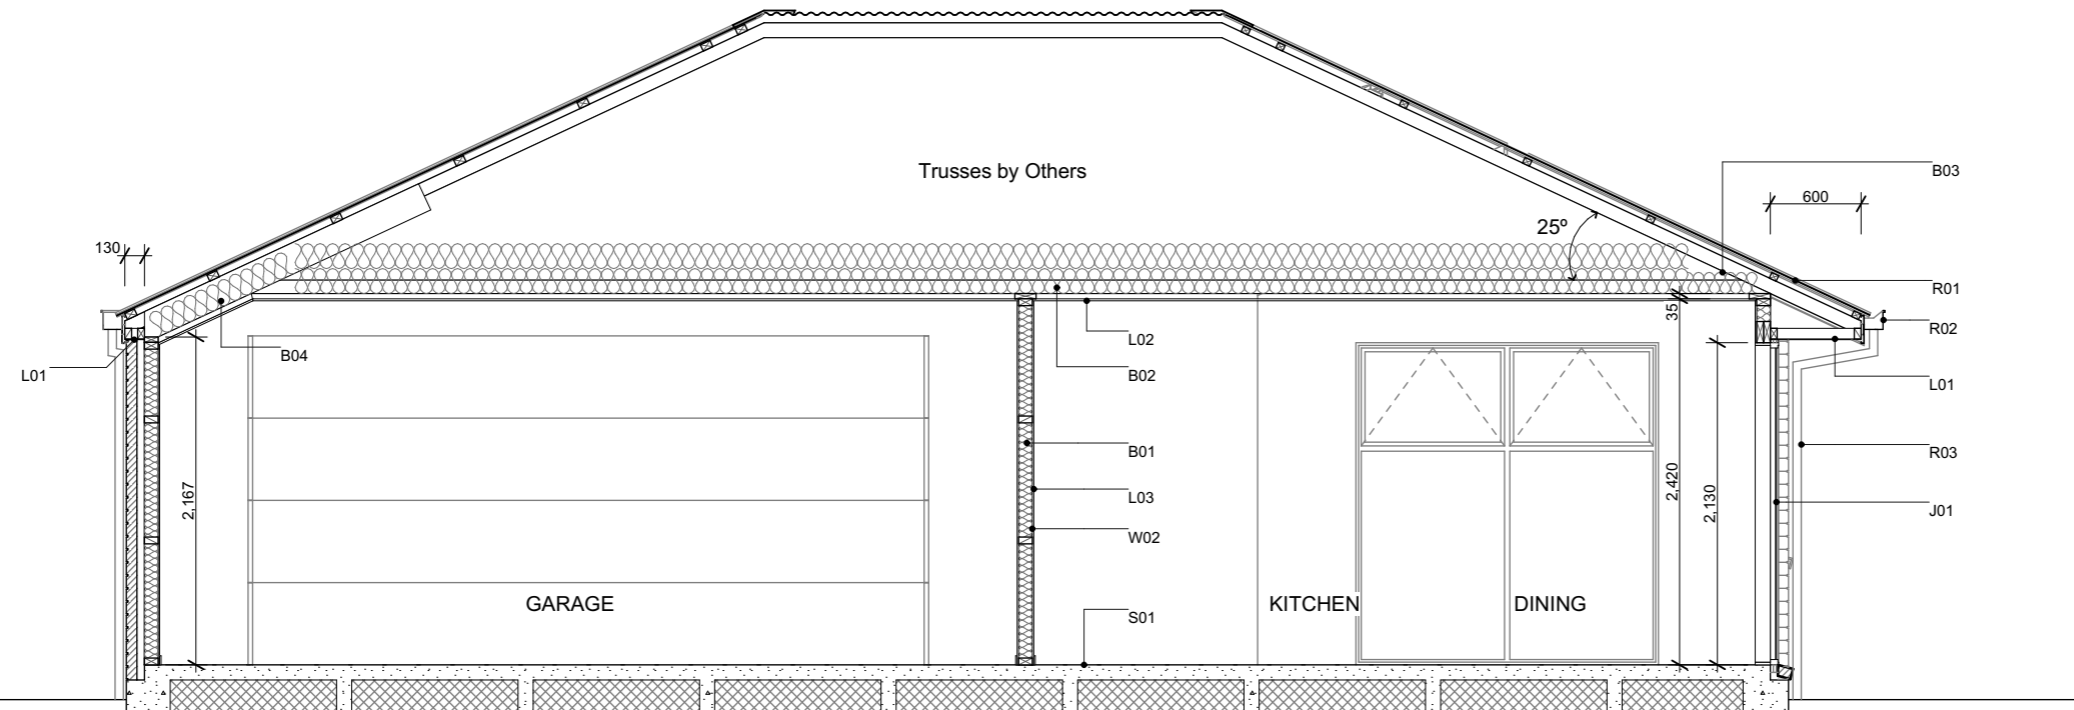 Trusses by Others
B03
600
25º
130
R01
35
R02
L02
B04
B02
L01
L01
B01
R03
2,420
L03
2,167
2,130
J01
W02
GARAGE
KITCHEN
DINING
S01